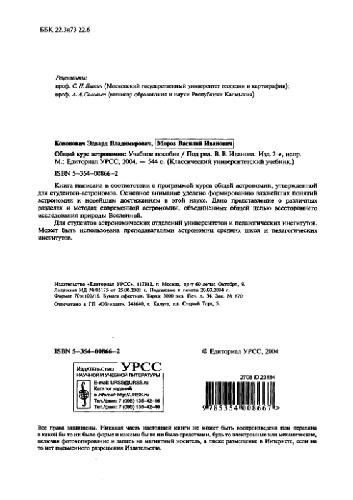 ББК 22.3я73 22.6
Рецензенты:
проф. (Московский государственный университет геодезии и картографии);
проф. (министр образования и науки Республики Калмыкия)
Кононович Эдвард Владимирович, Мороз Василий Иванович
Общий курс астрономии: Учебное пособие / Под ред. В. В. Иванова. Изд. 2-е, испр.
М.: Едиториал УРСС, 2004. — 544 с. (Классический университетский учебник.)
ISBN 5-354-00866-2
Книга написана в соответствии с программой курса общей астрономии, утвержденной
для студентов-астрономов. Основное внимание уделено формированию важнейших понятий
астрономии и новейшим достижениям в этой науке. Дано представление о различных
разделах и методах современной астрономии, объединенных общей целью всестороннего
исследования природы Вселенной.
Для студентов астрономических отделений университетов и педагогических институтов.
Может быть использована преподавателями астрономии средних школ и педагогических
институтов.
Издательство «Едиториал УРСС». 117312, г. Москва, пр-т 60-летия Октября, 9.
Лицензия ИД №05175 от 25.06.2001 г. Подписано к печати 20.03.2004 г.
Формат 70×100/16. Бумага офсетная. Тираж 3000 экз. Печ. л. 34. Зак. №
Отпечатано в ГП «Облиздат». 248640, г. Калуга, пл. Старый Торг, 5.
ISBN 5-354-00866-2 © Едиториал УРСС, 2004
Издательство УРСС
НАУЧНОЙ И УЧЕБНОЙ ЛИТЕРАТУРЫ
E-mail: URSS@URSS.ru
Каталог изданий
в Internet: http://URSS.ru
Тел./факс: 7 (095) 135-42-16
Тел./факс: 7 (095) 135-42-46
9 785354 008667 >
Все права защищены. Никакая часть настоящей книги не может быть воспроизведена или передана
в какой бы то ни было форме и какими бы то ни было средствами, будь то электронные или механические,
включая фотокопирование и запись на магнитный носитель, а также размещение в Интернете, если на
то нет письменного разрешения Издательства.